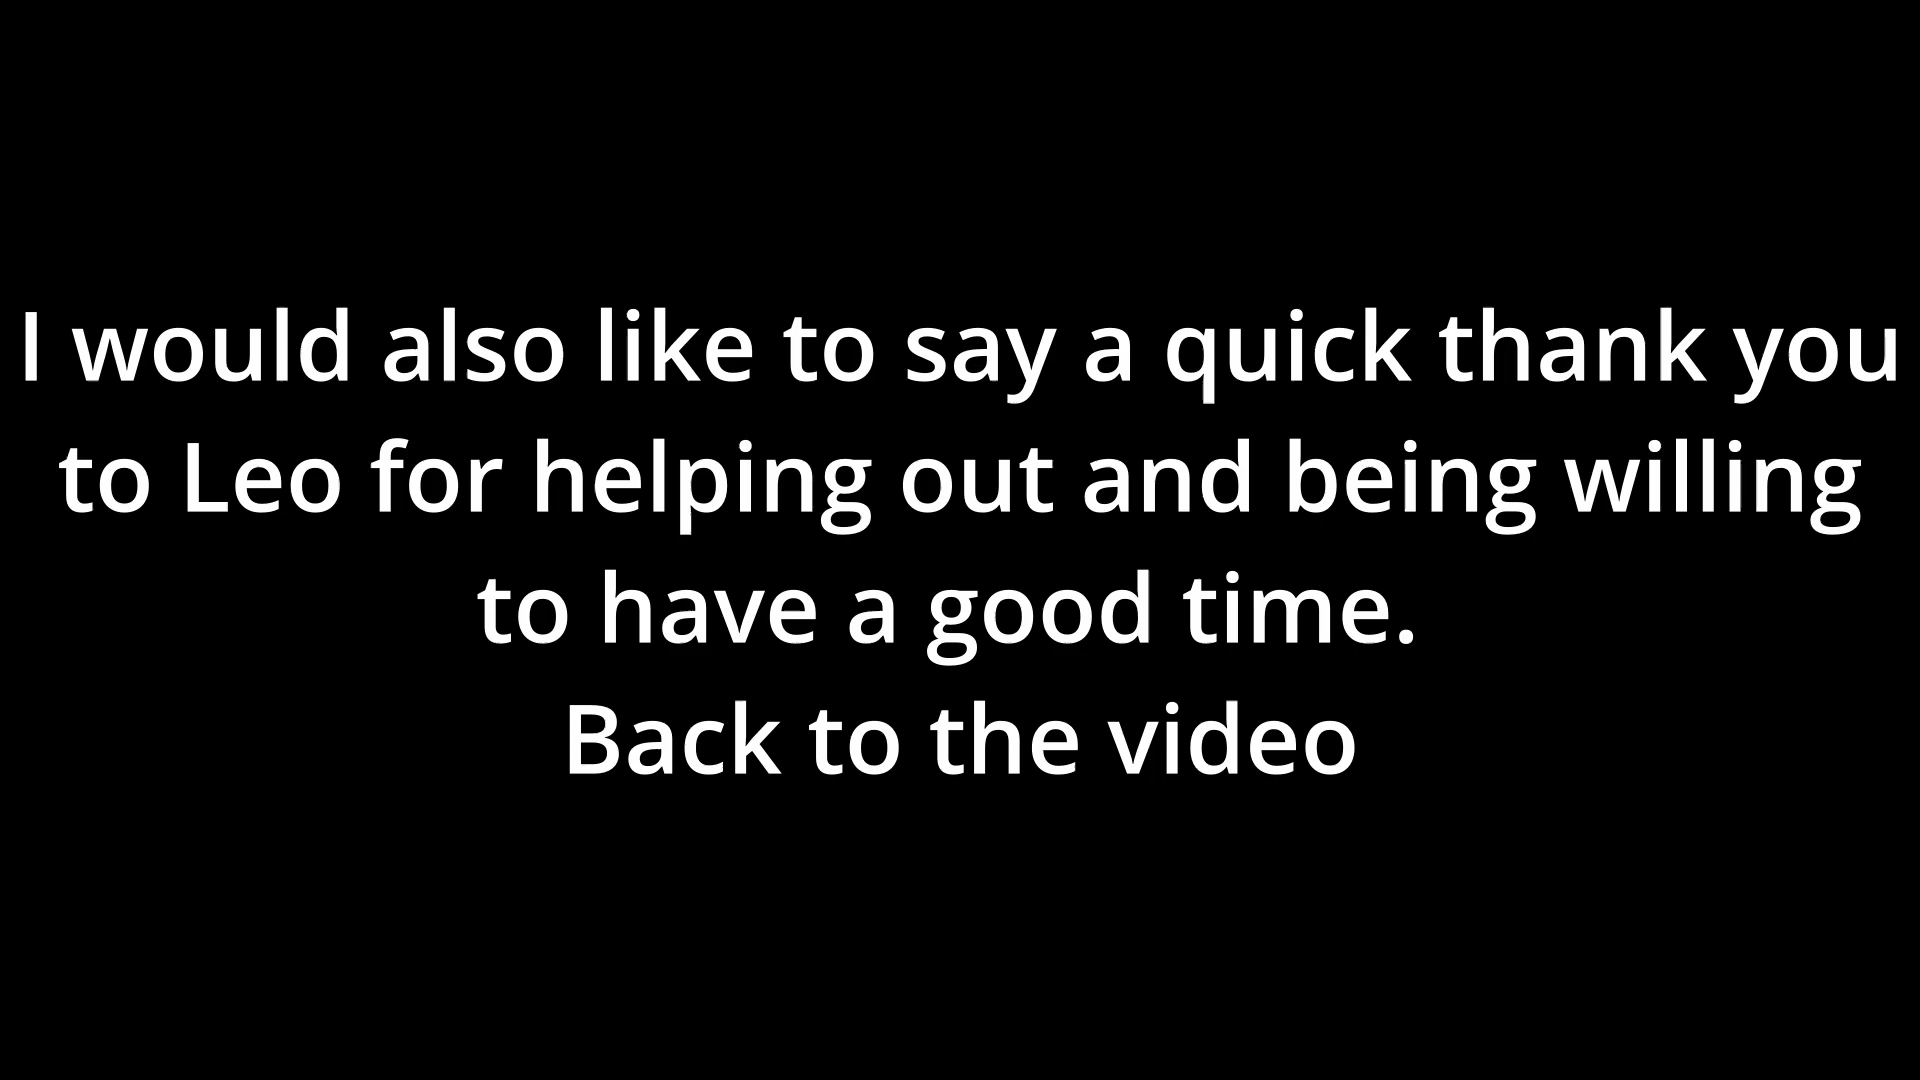 I would also like to say a quick thank you
to Leo for helping out and being willing
to have a good time.
Back to the video